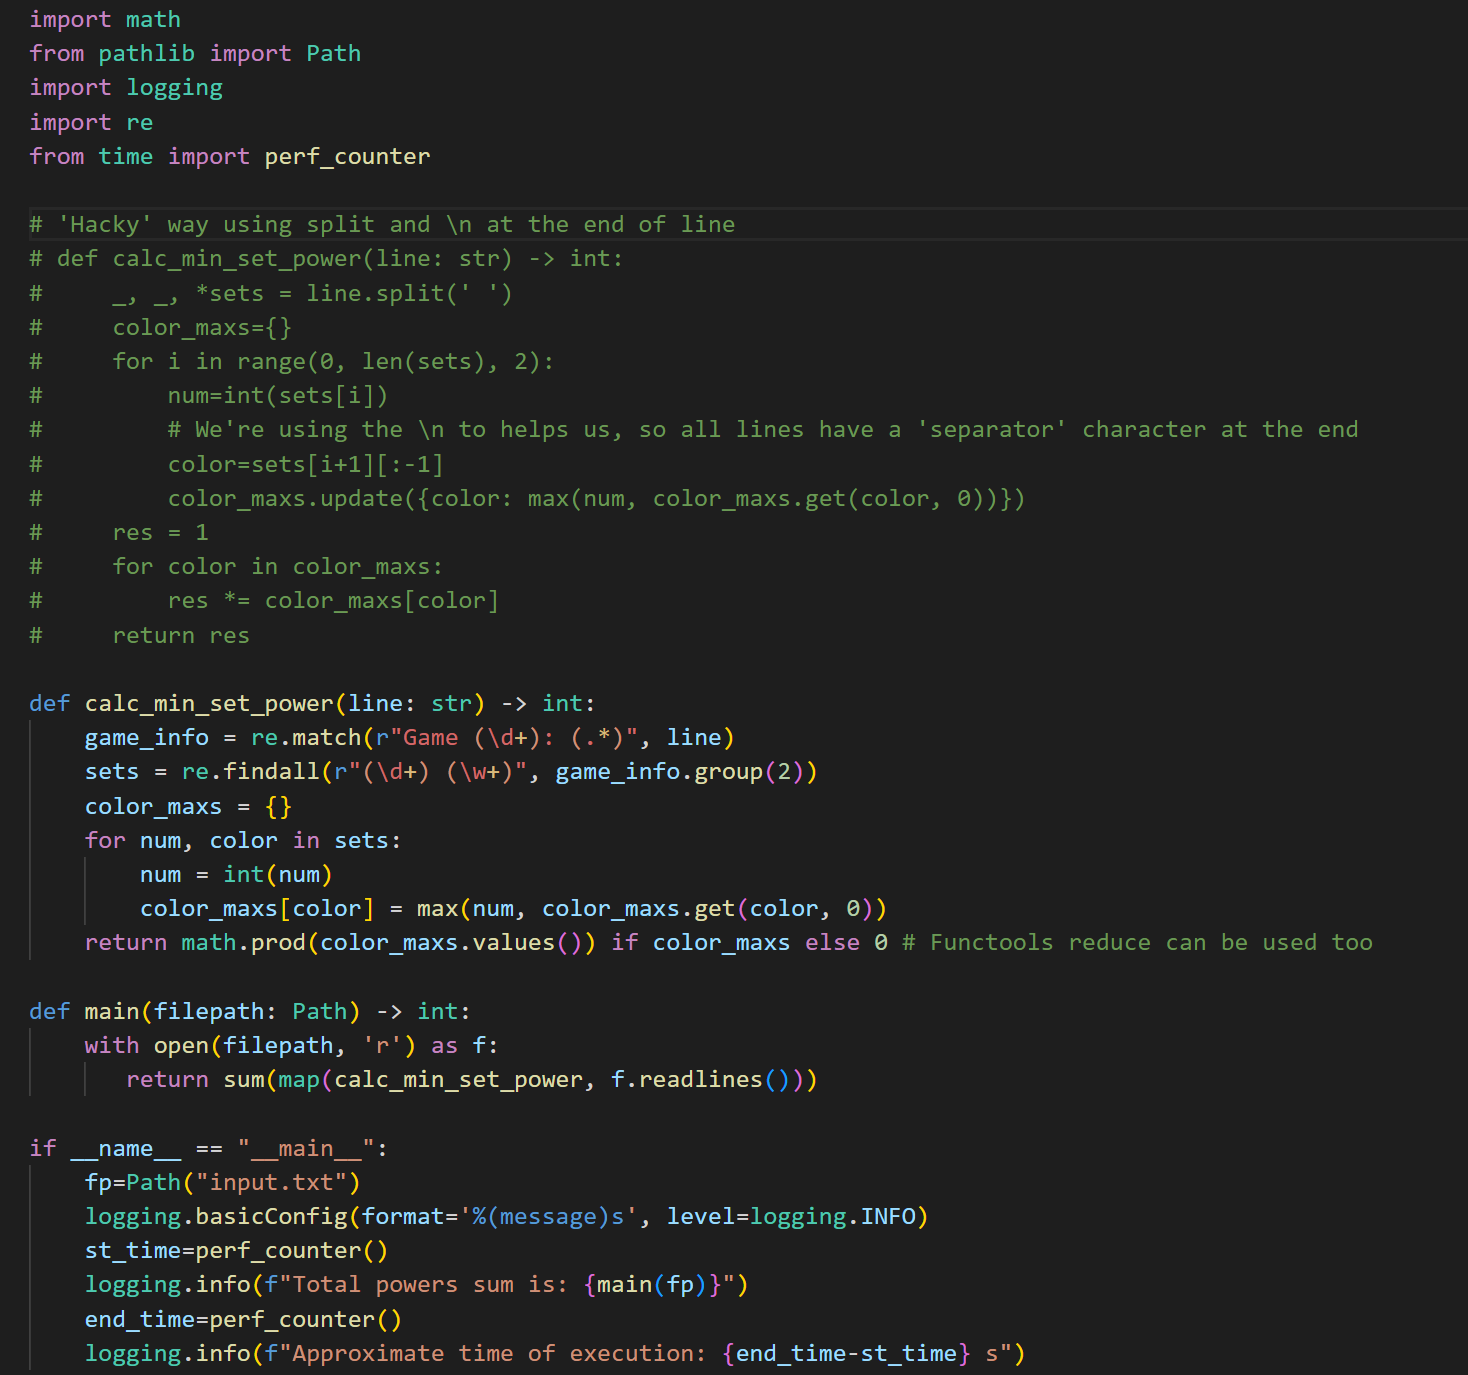 import math
from pathlib import Path
import logging
import re
from time import perf_counter

# 'Hacky' way using split and \n at the end of line
# def calc_min_set_power(line: str) -> int:
#     _, _, *sets = line.split(' ')
#     color_maxs={}
#     for i in range(0, len(sets), 2):
#         num=int(sets[i])
#         # We're using the \n to helps us, so all lines have a 'separator' character at the end
#         color=sets[i+1][:-1]
#         color_maxs.update({color: max(num, color_maxs.get(color, 0))})
#     res = 1
#     for color in color_maxs:
#         res *= color_maxs[color]
#     return res

def calc_min_set_power(line: str) -> int:
    game_info = re.match(r"Game (\d+): (.*)", line)
    sets = re.findall(r"(\d+) (\w+)", game_info.group(2))
    color_maxs = {}
    for num, color in sets:
        num = int(num)
        color_maxs[color] = max(num, color_maxs.get(color, 0))
    return math.prod(color_maxs.values()) if color_maxs else 0 # Functools reduce can be used too

def main(filepath: Path) -> int:
    with open(filepath, 'r') as f:
       return sum(map(calc_min_set_power, f.readlines()))

if __name__ == "__main__":
    fp=Path("input.txt")
    logging.basicConfig(format='%(message)s', level=logging.INFO)
    st_time=perf_counter()
    logging.info(f"Total powers sum is: {main(fp)}")
    end_time=perf_counter()
    logging.info(f"Approximate time of execution: {end_time-st_time} s")